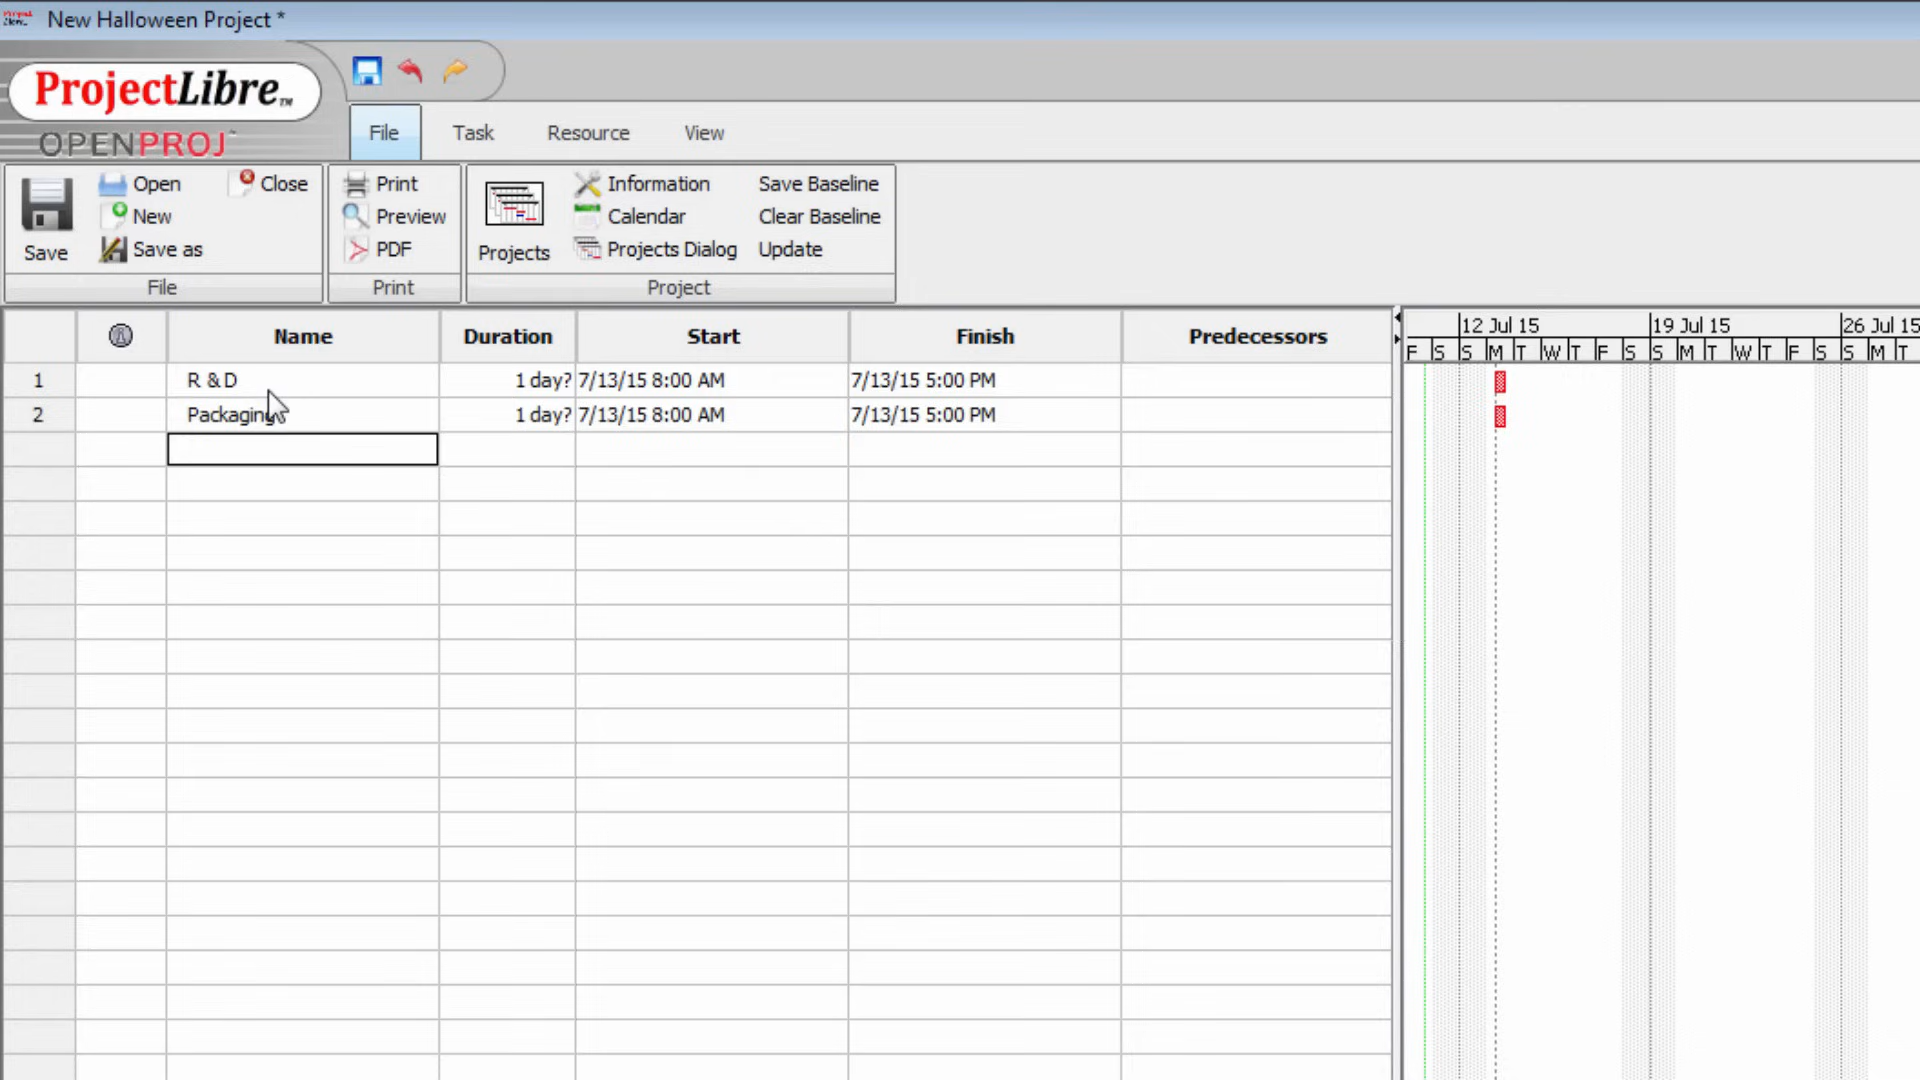 New Halloween Project *
ProjectLibre™
OPENPROJ
File Task Resource View
Save
Open
New
Save as
Close
File
Print
Preview
PDF
Print
Projects
Information
Calendar
Projects Dialog
Save Baseline
Clear Baseline
Update
Project
Name Duration Start Finish Predecessors
12 Jul 15 19 Jul 15 26 Jul 15
F S S M T W T F S S M T W T F S S M T
1 R & D 1 day? 7/13/15 8:00 AM 7/13/15 5:00 PM
2 Packaging 1 day? 7/13/15 8:00 AM 7/13/15 5:00 PM